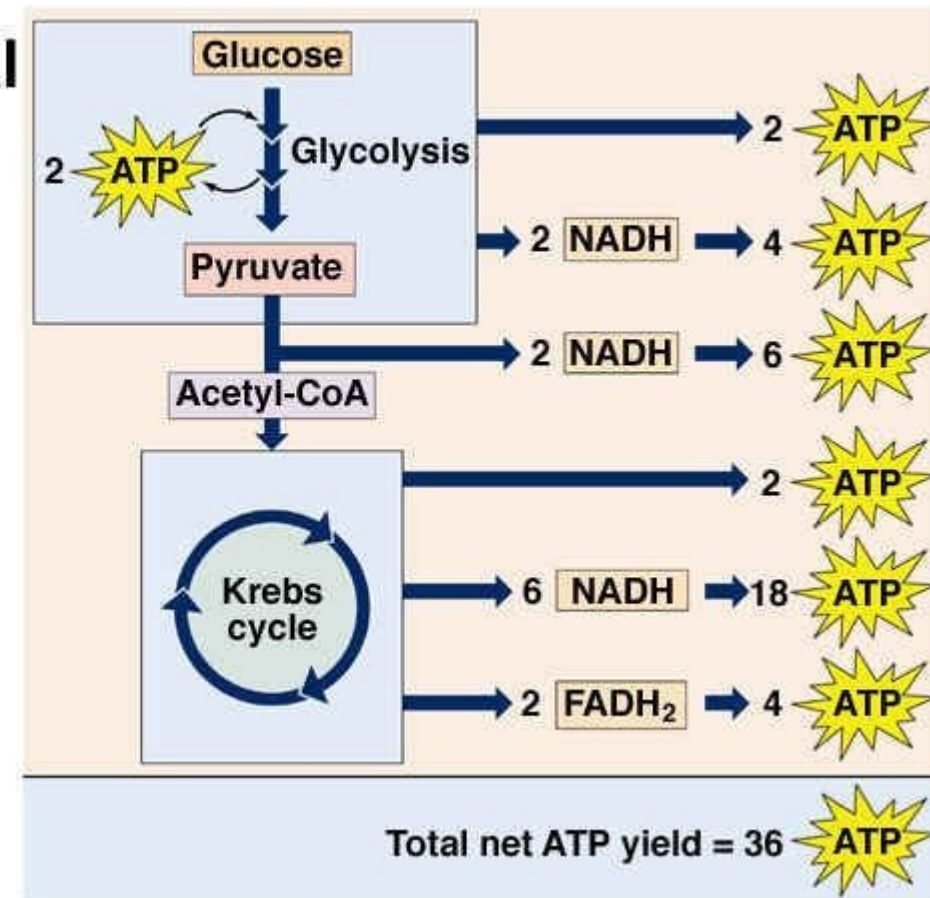 l
Glucose
2 ATP
Glycolysis
2 ATP
2 NADH 4 ATP
Pyruvate
2 NADH 6 ATP
Acetyl-CoA
2 ATP
Krebs
cycle
6 NADH 18 ATP
2 FADH₂ 4 ATP
Total net ATP yield = 36 ATP